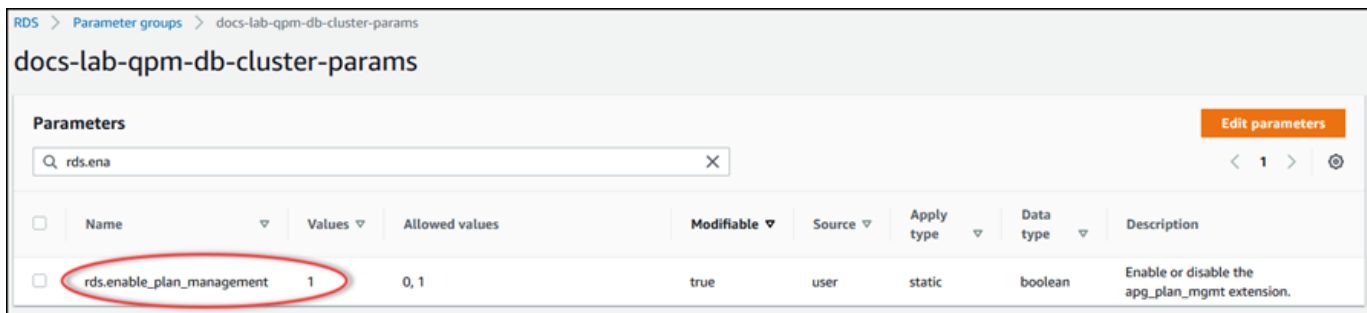 RDS > Parameter groups > docs-lab-qpm-db-cluster-params
docs-lab-qpm-db-cluster-params
Parameters
Edit parameters
rds.ena
< 1 >
Name Values Allowed values Modifiable Source Apply type Data type Description
rds.enable_plan_management 1 0, 1 true user static boolean Enable or disable the
apg_plan_mgmt extension.